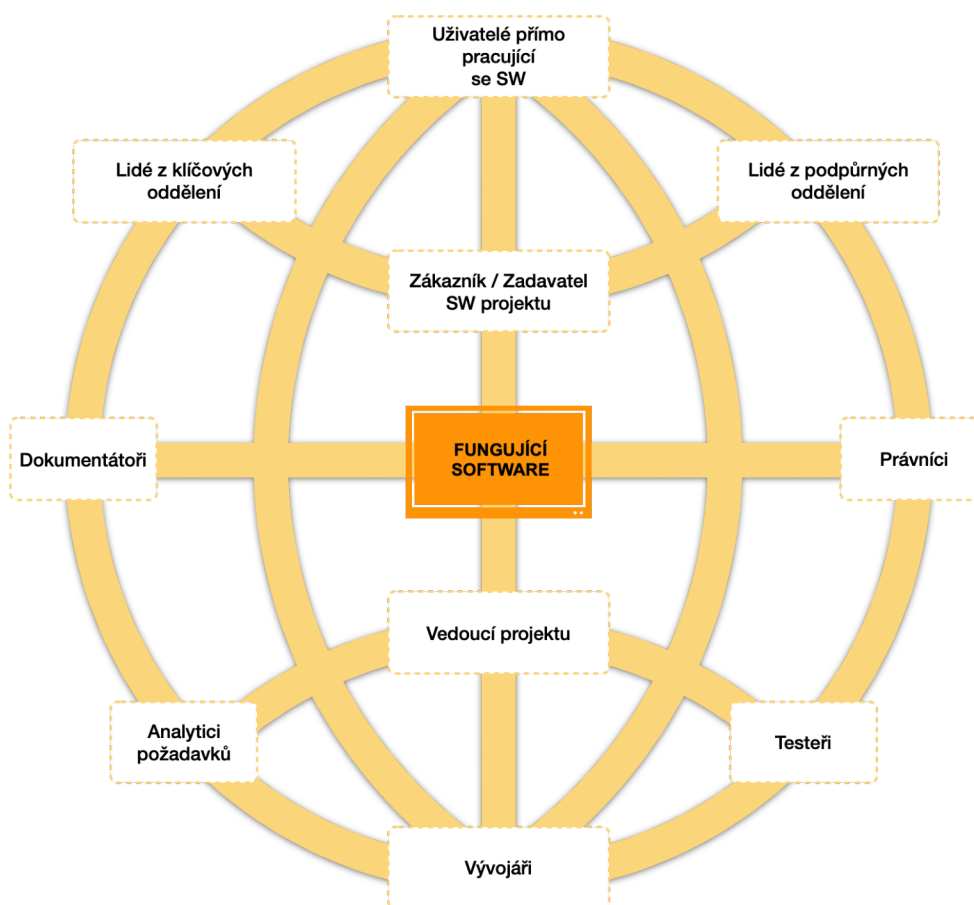 Uživatelé přímo
pracující
se SW
Lidé z klíčových
oddělení
Lidé z podpůrných
oddělení
Zákazník / Zadavatel
SW projektu
Dokumentátoři
FUNGUJÍCÍ
SOFTWARE
Právníci
Vedoucí projektu
Analytici
požadavků
Testeři
Vývojáři